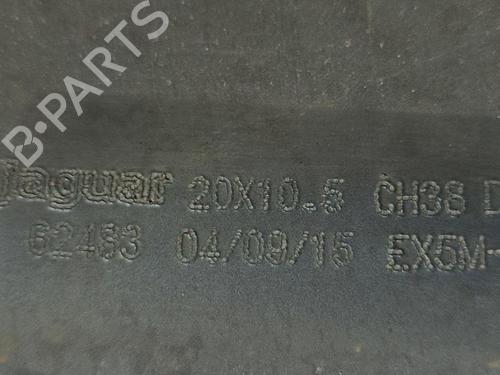 B-PARTS
Jaguar 20X10.5 CH38 D
62483 04/09/15 EX5M-